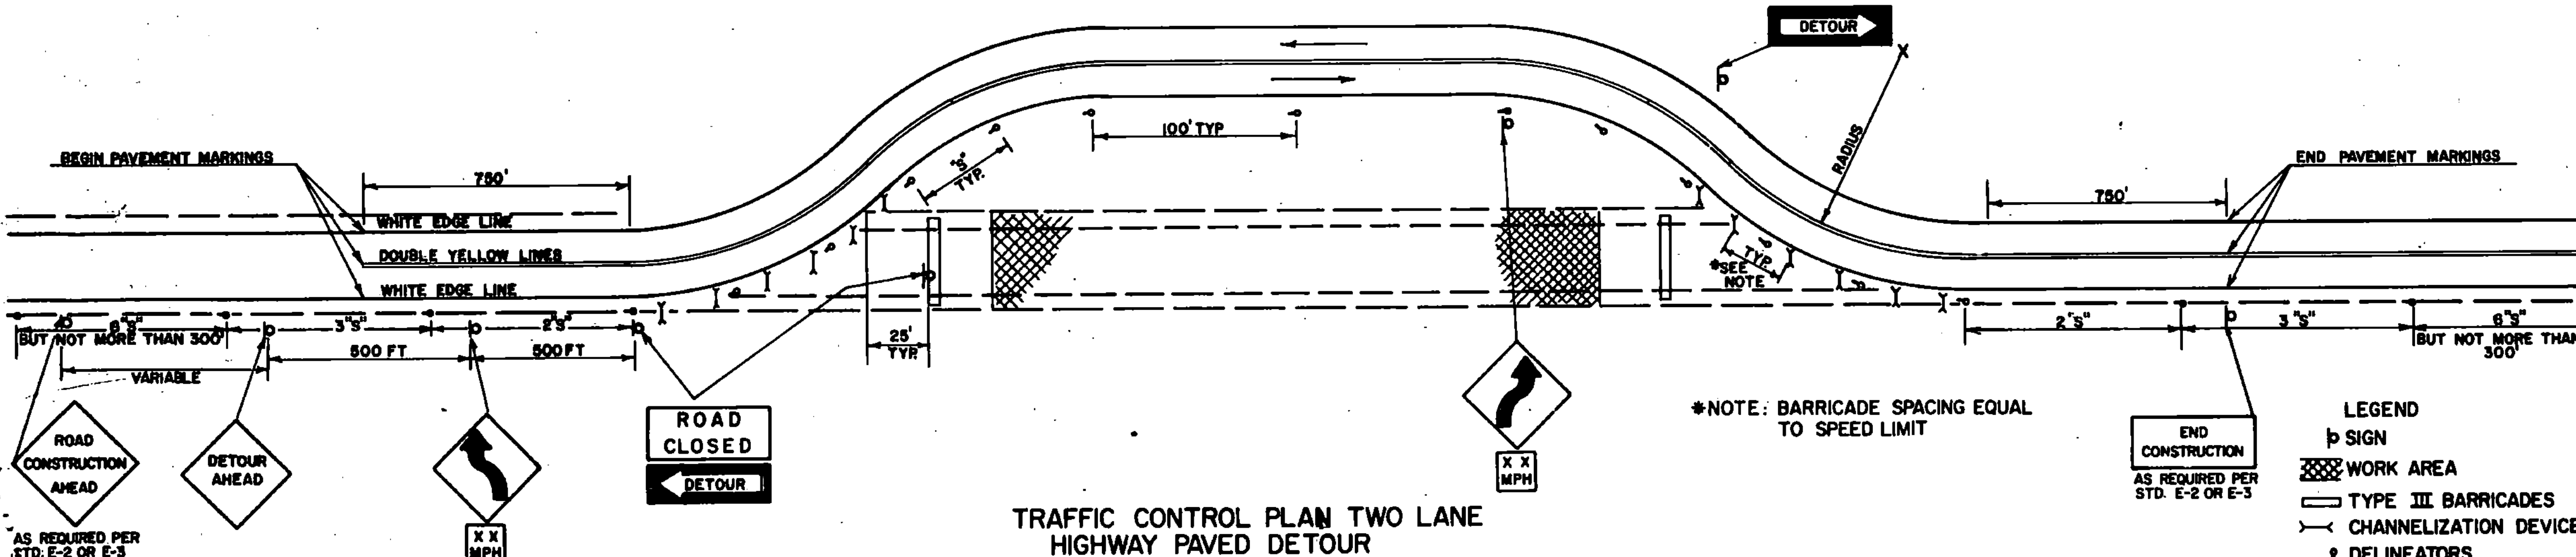 DETOUR
X
BEGIN PAVEMENT MARKINGS
750'
WHITE EDGE LINE
DOUBLE YELLOW LINES
WHITE EDGE LINE
"S"
TYP.
100' TYP
RADIUS
END PAVEMENT MARKINGS
750'
TYP.
*SEE
NOTE
6"S"
BUT NOT MORE THAN 300'
3"S"
2"S"
500 FT
500 FT
VARIABLE
25'
TYP.
2"S"
3"S"
6"S"
BUT NOT MORE THAN
300'
ROAD
CONSTRUCTION
AHEAD
AS REQUIRED PER
STD. E-2 OR E-3
DETOUR
AHEAD
X X
MPH
ROAD
CLOSED
DETOUR
X X
MPH
*NOTE: BARRICADE SPACING EQUAL
TO SPEED LIMIT
END
CONSTRUCTION
AS REQUIRED PER
STD. E-2 OR E-3
LEGEND
SIGN
WORK AREA
TYPE III BARRICADES
CHANNELIZATION DEVICE
DELINEATORS
TRAFFIC CONTROL PLAN TWO LANE
HIGHWAY PAVED DETOUR